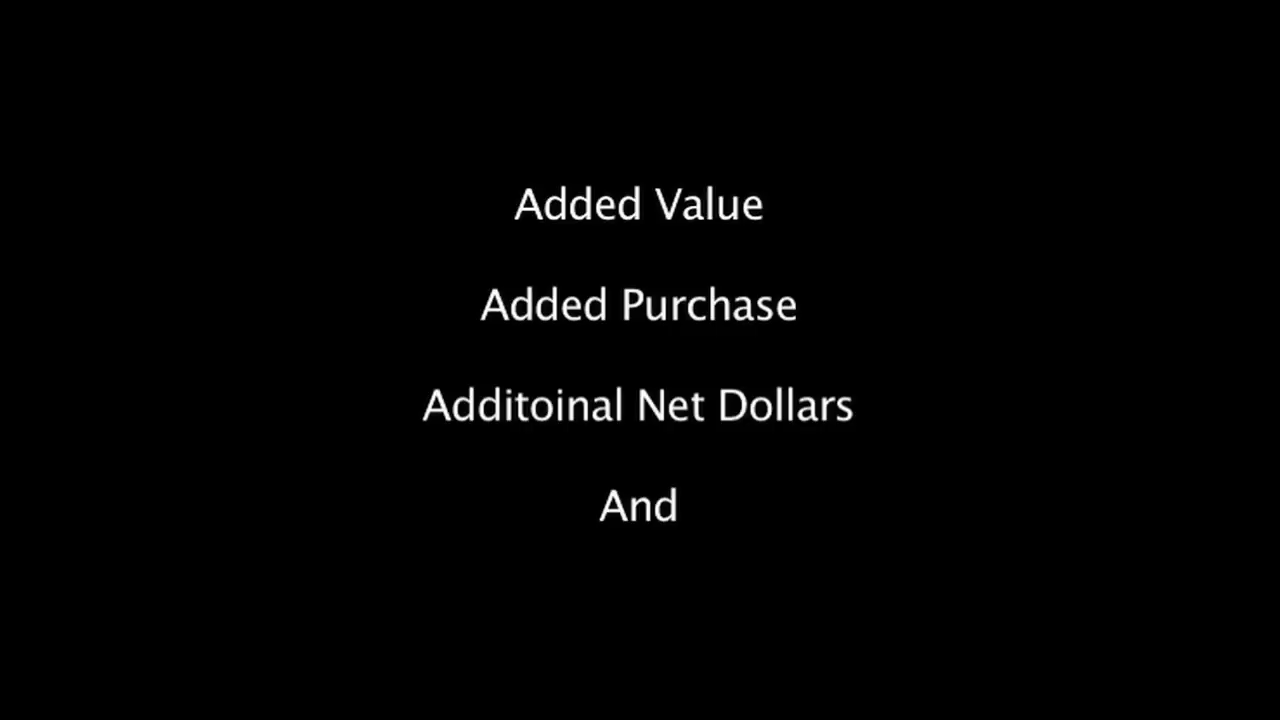 Added Value
Added Purchase
Additoinal Net Dollars
And